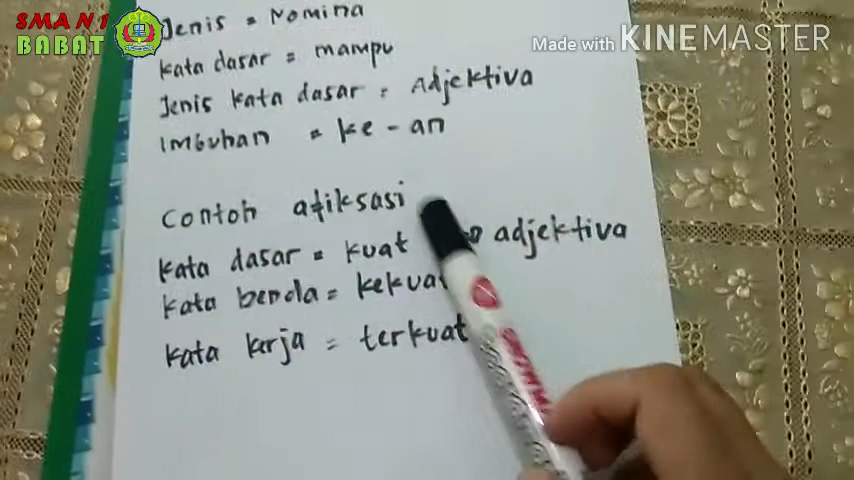 SMA N 1
BABAT
Made with KINEMASTER
Jenis = Nomina
kata dasar = mampu
Jenis kata dasar = Adjektiva
Imbuhan = ke - an
Contoh afiksasi
kata dasar = kuat adjektiva
kata benda = kekuat
kata kerja = terkuat